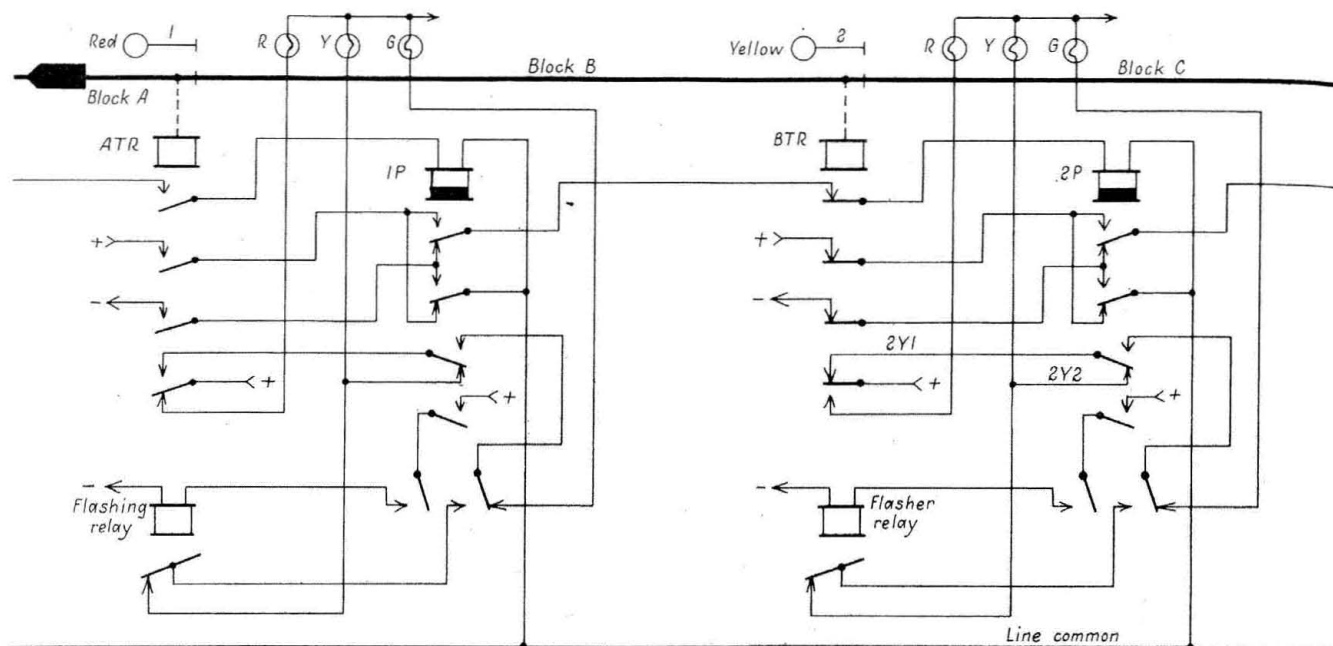 Red
1
R
Y
G
Block B
Yellow
2
R
Y
G
Block C
Block A
ATR
1P
BTR
2P
+
+
-
-
2Y1
+
+
2Y2
+
+
-
Flashing
relay
-
Flasher
relay
Line common